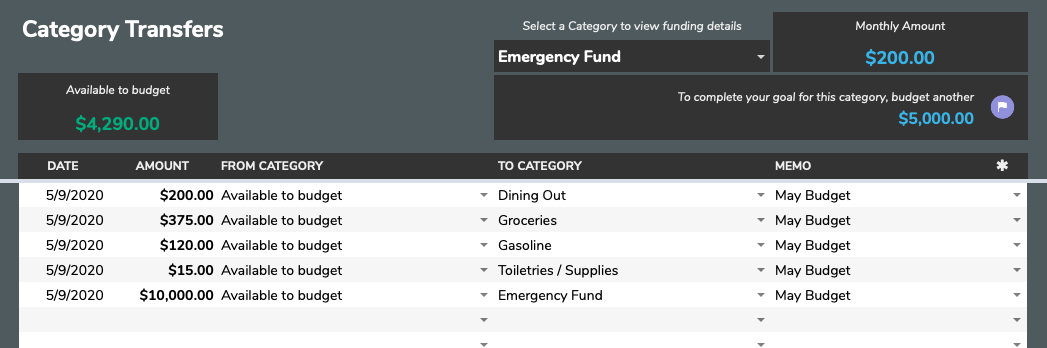 Category Transfers
Select a Category to view funding details
Monthly Amount
Emergency Fund
$200.00
Available to budget
$4,290.00
To complete your goal for this category, budget another
$5,000.00
DATE AMOUNT FROM CATEGORY TO CATEGORY MEMO ✱
5/9/2020 $200.00 Available to budget Dining Out May Budget
5/9/2020 $375.00 Available to budget Groceries May Budget
5/9/2020 $120.00 Available to budget Gasoline May Budget
5/9/2020 $15.00 Available to budget Toiletries / Supplies May Budget
5/9/2020 $10,000.00 Available to budget Emergency Fund May Budget